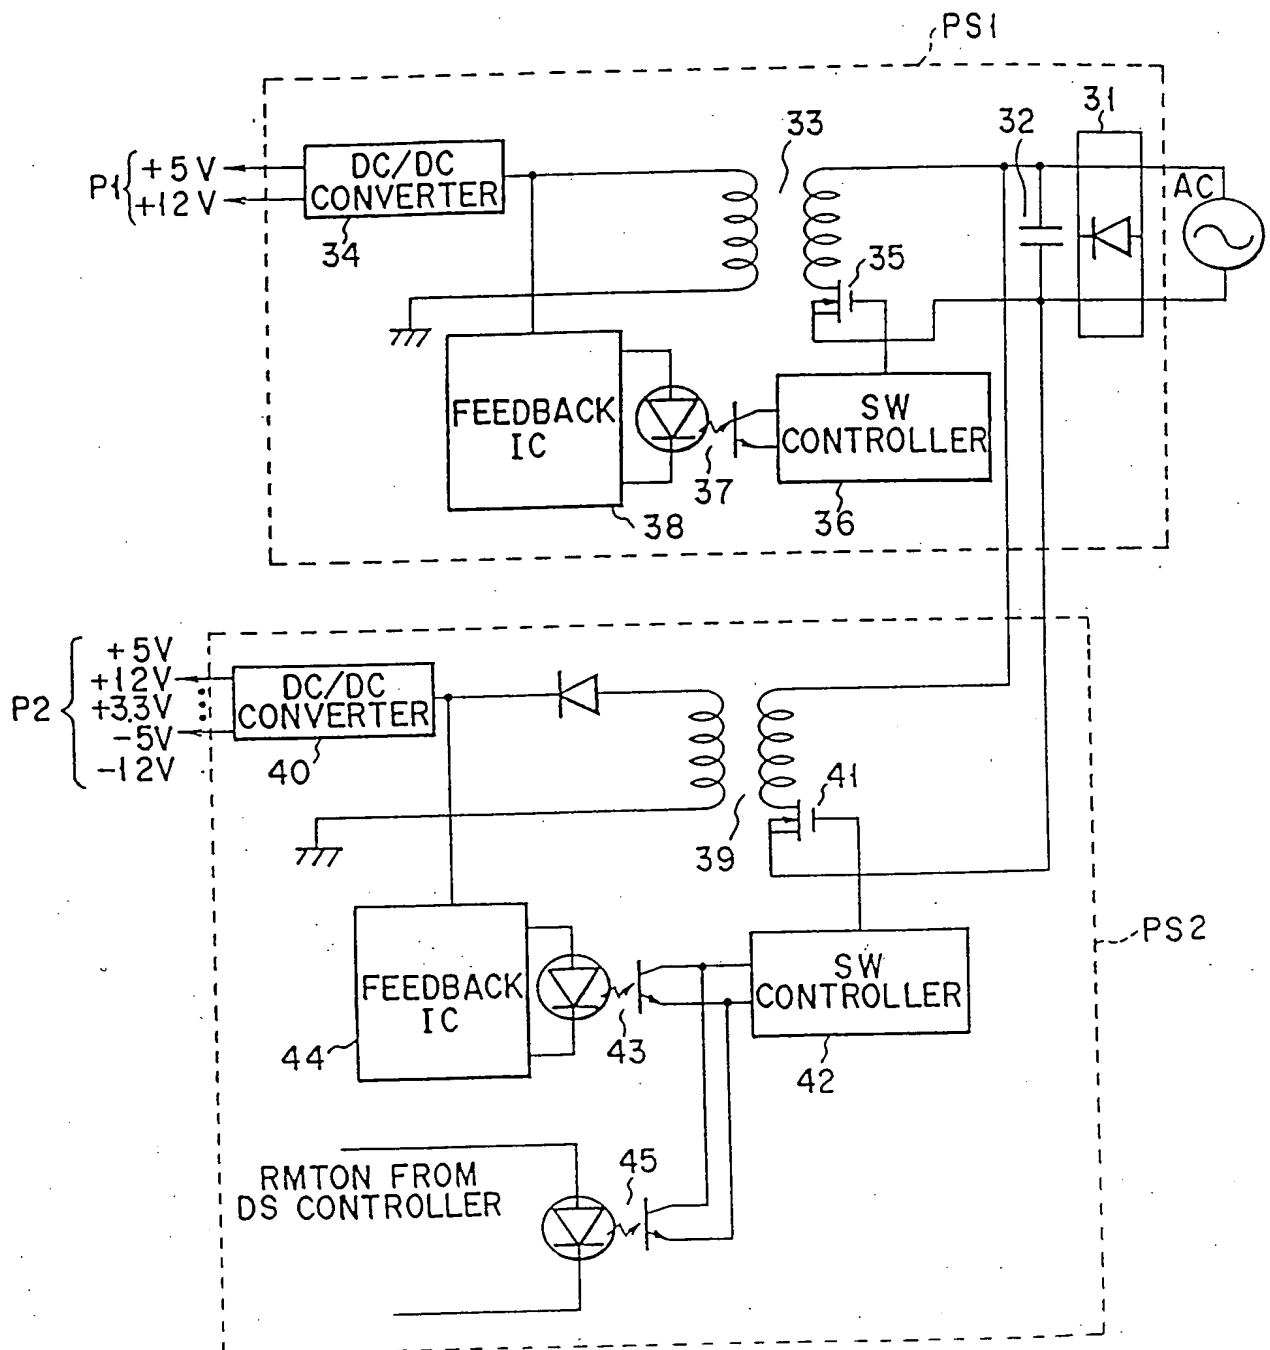 PS1
31
32
33
AC
P1
+5V
+12V
DC/DC
CONVERTER
34
35
FEEDBACK
IC
SW
CONTROLLER
37
36
38
P2
+5V
+12V
+3.3V
-5V
-12V
DC/DC
CONVERTER
40
41
39
PS2
FEEDBACK
IC
SW
CONTROLLER
44
43
42
RMTON FROM
DS CONTROLLER
45